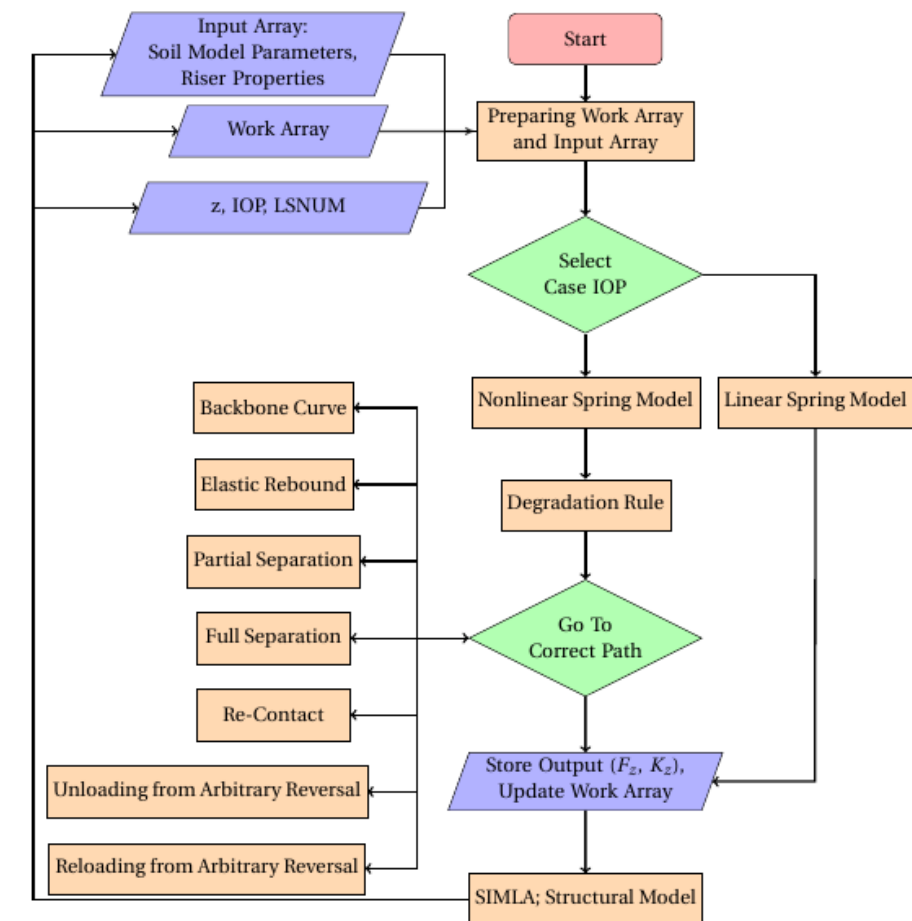 Input Array:
Soil Model Parameters,
Riser Properties
Start
Work Array
Preparing Work Array
and Input Array
z, IOP, LSNUM
Select
Case IOP
Backbone Curve
Nonlinear Spring Model
Linear Spring Model
Elastic Rebound
Degradation Rule
Partial Separation
Full Separation
Go To
Correct Path
Re-Contact
Unloading from Arbitrary Reversal
Store Output (F_z, K_z),
Update Work Array
Reloading from Arbitrary Reversal
SIMLA; Structural Model